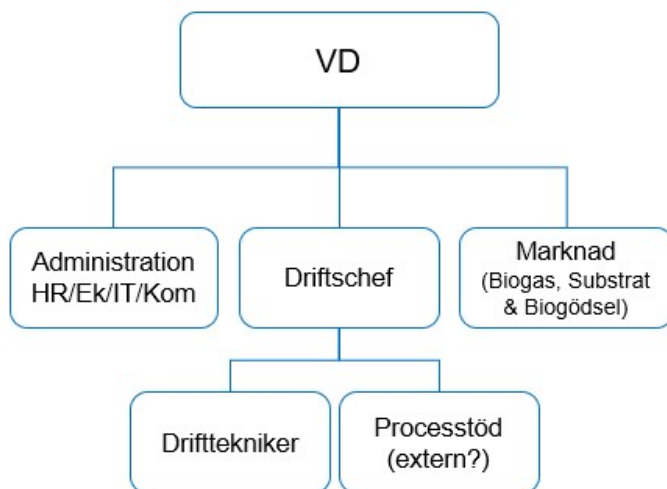 VD
Administration
HR/Ek/IT/Kom
Driftschef
Marknad
(Biogas, Substrat
& Biogödsel)
Drifttekniker
Processtöd
(extern?)